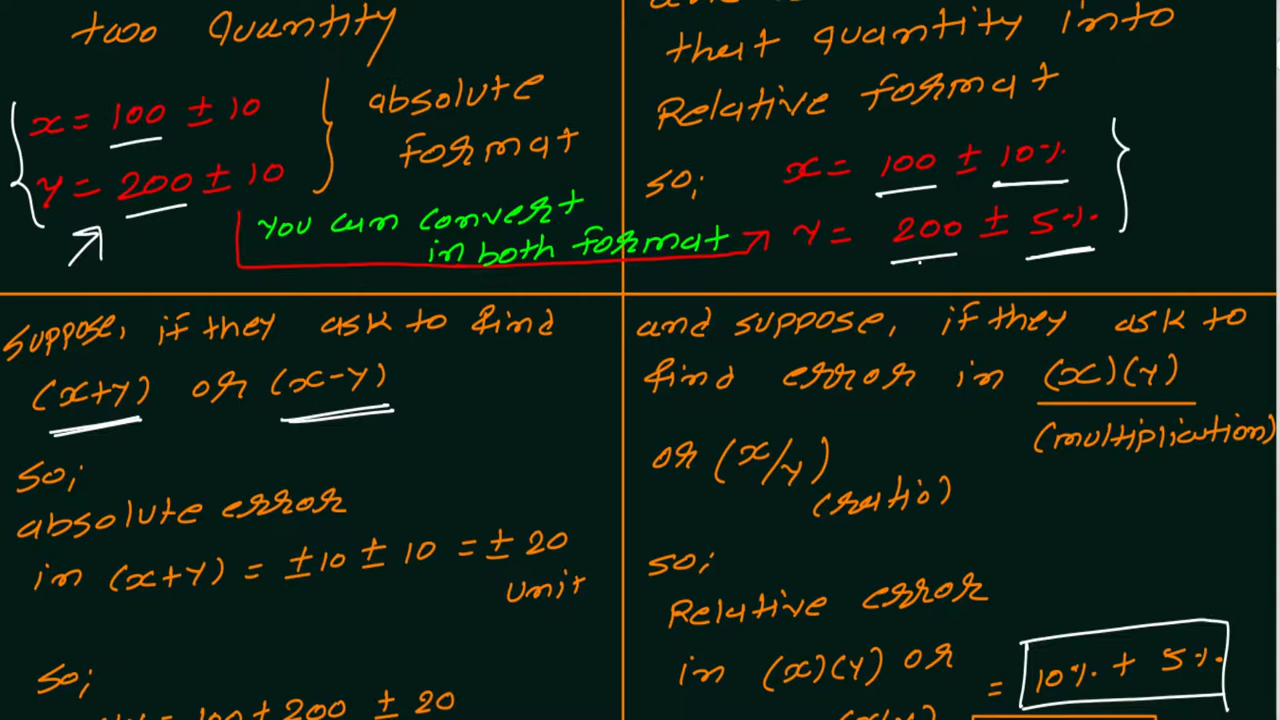 two quantity
x = 100 ± 10
y = 200 ± 10
absolute
format
you can convert
in both format
that quantity into
Relative format
so;
x = 100 ± 10%
y = 200 ± 5%
suppose, if they ask to find
(x+y) or (x-y)
so;
absolute error
in (x+y) = ±10 ± 10 = ± 20
unit
so;
100 + 200 ± 20
and suppose, if they ask to
find error in (x)(y)
(multiplication)
or (x/y)
(ratio)
so;
Relative error
in (x)(y) or
= 10% + 5%